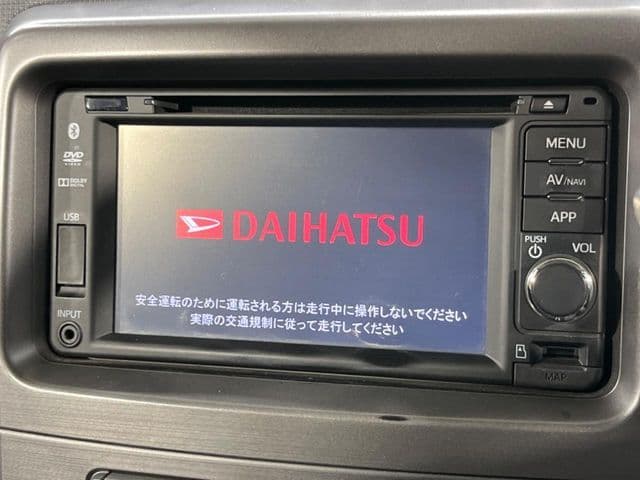 DVD
VIDEO
DOLBY
DIGITAL
USB
INPUT
DAIHATSU
安全運転のために運転される方は走行中に操作しないでください
実際の交通規制に従って走行してください
MENU
AV/NAVI
APP
PUSH
VOL
MAP